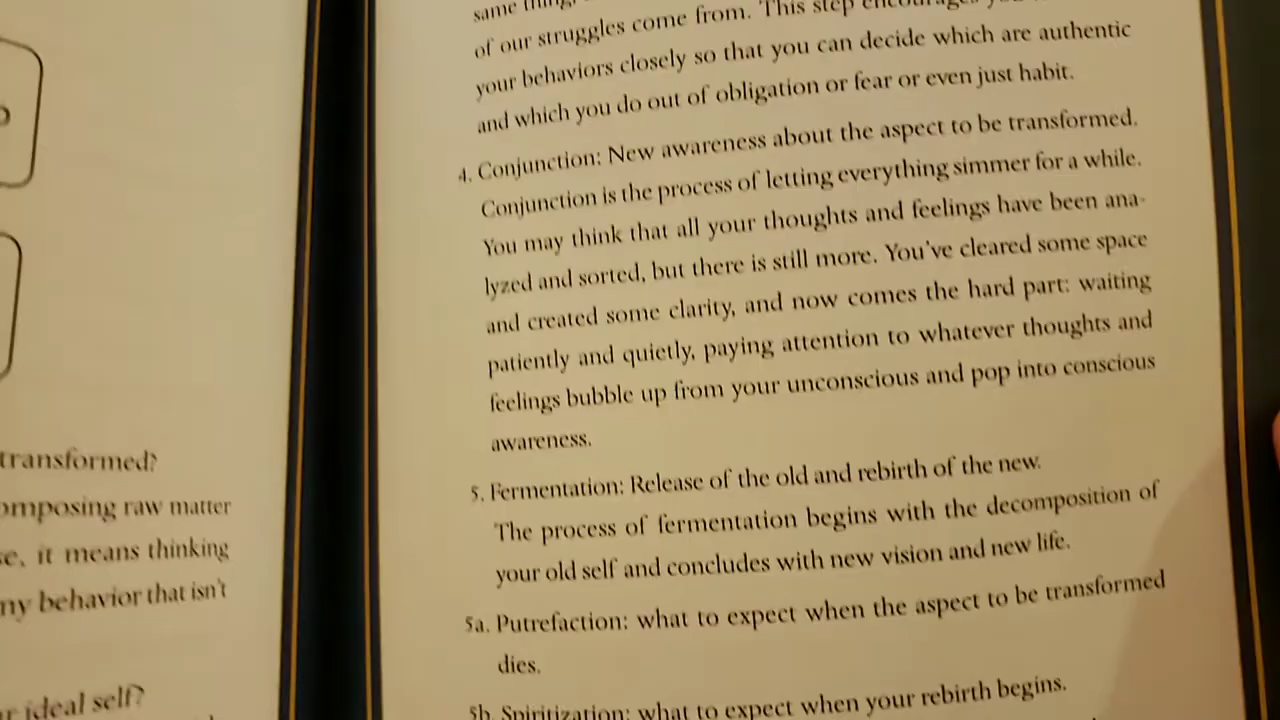 transformed?
omposing raw matter
e, it means thinking
ny behavior that isn't
ideal self?
same thing,
of our struggles come from. This step
your behaviors closely so that you can decide which are authentic
and which you do out of obligation or fear or even just habit.
4. Conjunction: New awareness about the aspect to be transformed.
Conjunction is the process of letting everything simmer for a while.
You may think that all your thoughts and feelings have been ana-
lyzed and sorted, but there is still more. You've cleared some space
and created some clarity, and now comes the hard part: waiting
patiently and quietly, paying attention to whatever thoughts and
feelings bubble up from your unconscious and pop into conscious
awareness.
5. Fermentation: Release of the old and rebirth of the new.
The process of fermentation begins with the decomposition of
your old self and concludes with new vision and new life.
5a. Putrefaction: what to expect when the aspect to be transformed
dies.
5b. Spiritization: what to expect when your rebirth begins.